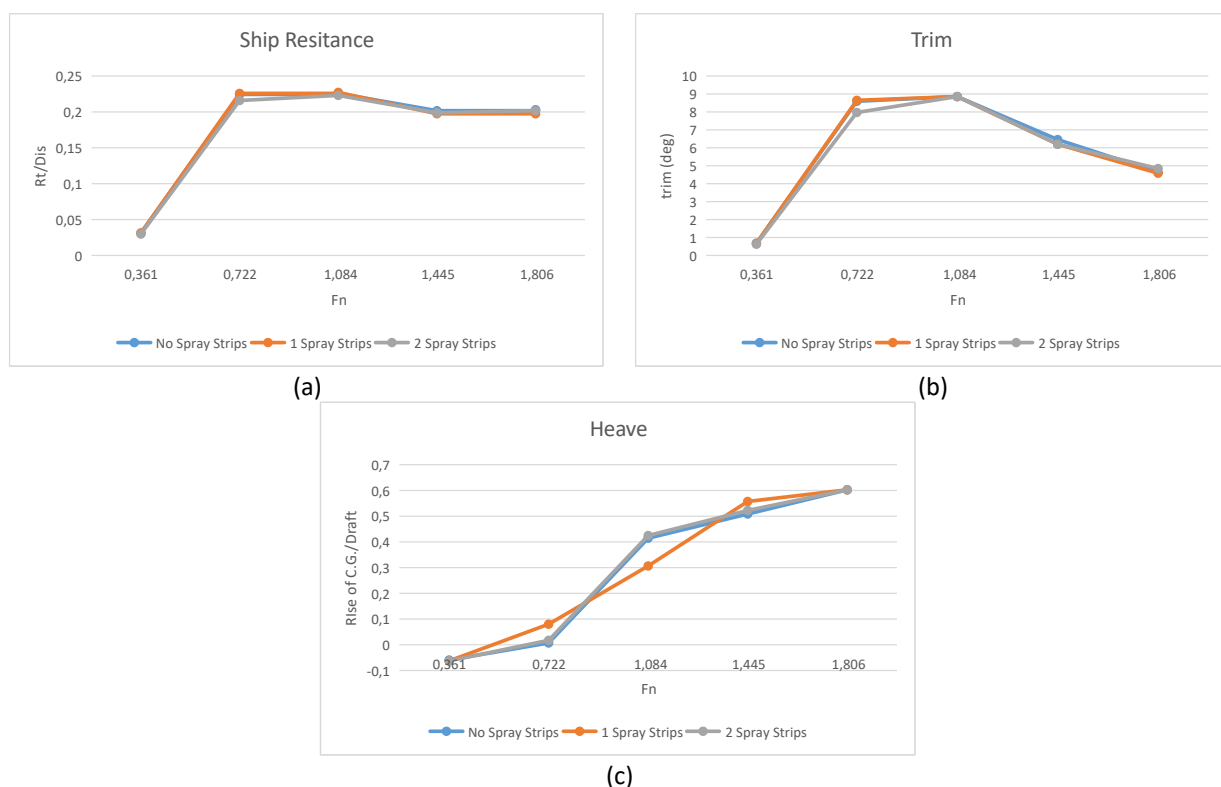 Ship Resitance
0,25
0,2
0,15
0,1
0,05
0
Rt/Dis
0,361 0,722 1,084 1,445 1,806
Fn
No Spray Strips 1 Spray Strips 2 Spray Strips
(a)
Trim
10
9
8
7
6
5
4
3
2
1
0
trim (deg)
0,361 0,722 1,084 1,445 1,806
Fn
No Spray Strips 1 Spray Strips 2 Spray Strips
(b)
Heave
0,7
0,6
0,5
0,4
0,3
0,2
0,1
0
-0,1
RIse of C.G./Draft
0,361 0,722 1,084 1,445 1,806
Fn
No Spray Strips 1 Spray Strips 2 Spray Strips
(c)